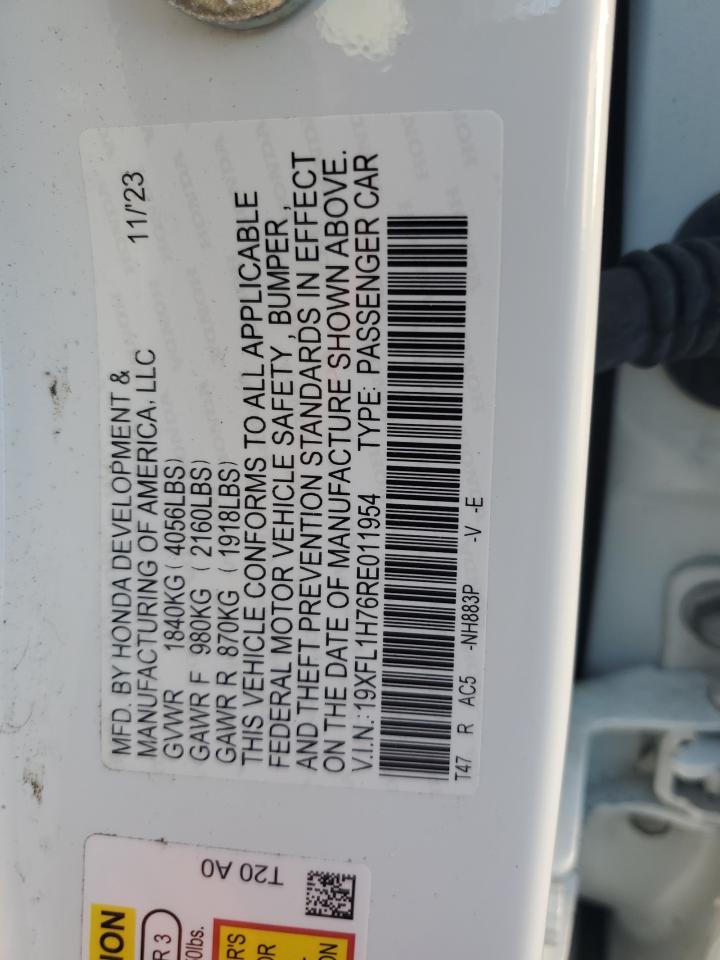 MFD. BY HONDA DEVELOPMENT & 11/'23
MANUFACTURING OF AMERICA, LLC
GVWR 1840KG (4056LBS)
GAWR F 980KG (2160LBS)
GAWR R 870KG (1918LBS)
THIS VEHICLE CONFORMS TO ALL APPLICABLE
FEDERAL MOTOR VEHICLE SAFETY, BUMPER,
AND THEFT PREVENTION STANDARDS IN EFFECT
ON THE DATE OF MANUFACTURE SHOWN ABOVE.
V.I.N.:19XFL1H76RE011954 TYPE: PASSENGER CAR
T47 R AC5 -NH883P -V -E
T20 A0